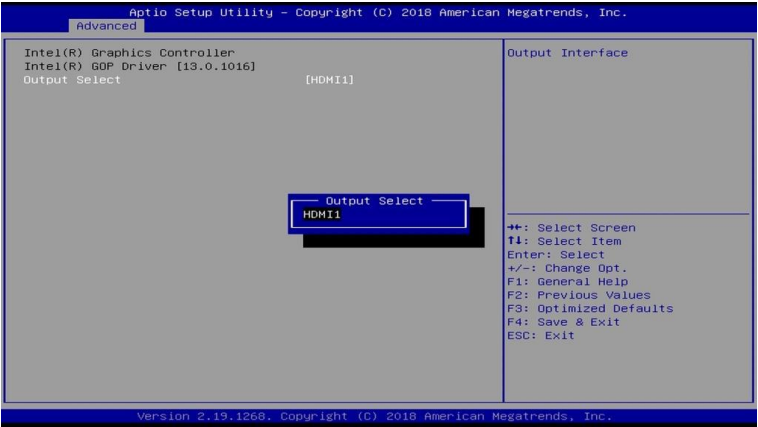 Aptio Setup Utility – Copyright (C) 2018 American Megatrends, Inc.
Advanced
Intel(R) Graphics Controller
Intel(R) GOP Driver [13.0.1016]
Output Select [HDMI1]
Output Interface
Output Select
HDMI1
→←: Select Screen
↑↓: Select Item
Enter: Select
+/-: Change Opt.
F1: General Help
F2: Previous Values
F3: Optimized Defaults
F4: Save & Exit
ESC: Exit
Version 2.19.1268. Copyright (C) 2018 American Megatrends, Inc.